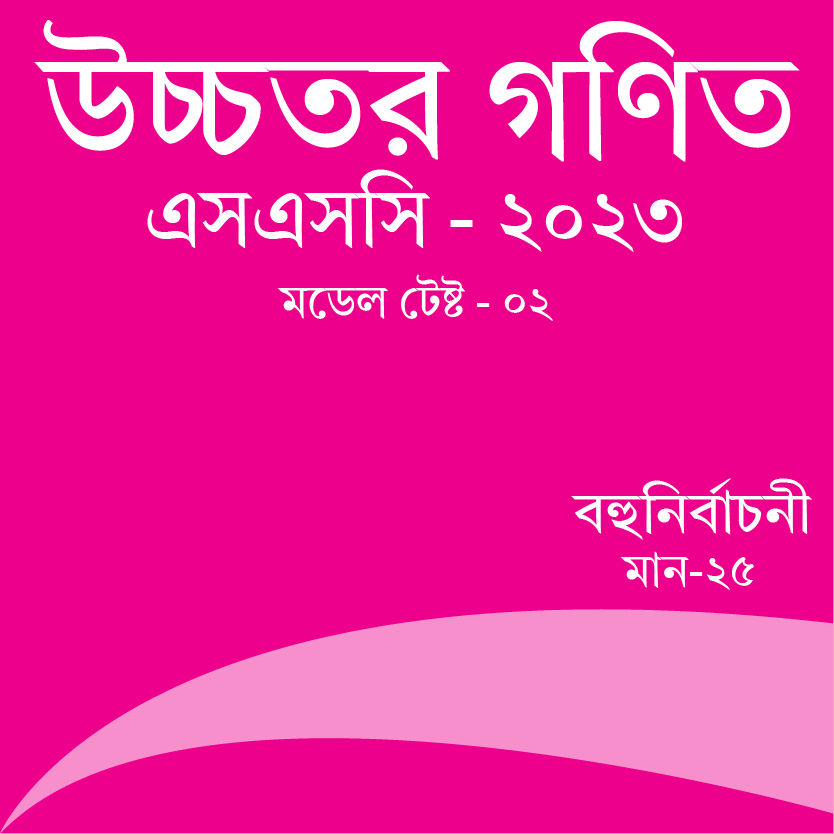 উচ্চতর গণিত
এসএসসি - ২০২৩
মডেল টেষ্ট - ০২
বহুনির্বাচনী
মান-২৫